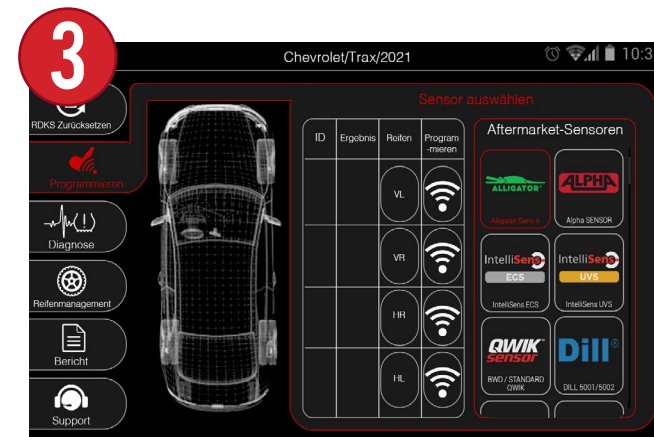 3
Chevrolet/Trax/2021
10:3
RDKS Zurücksetzen
Programmieren
Diagnose
Reifenmanagement
Bericht
Support
Sensor auswählen
ID Ergebnis Reifen Program
-mieren
VL
VR
HR
HL
Aftermarket-Sensoren
ALLIGATOR®
ALPHA
Alpha SENSOR
IntelliSens
ECS
IntelliSens ECS
IntelliSens
UVS
IntelliSens UVS
QWIK
sensor
BWD / STANDARD
QWIK
Dill®
DILL 5001/5002